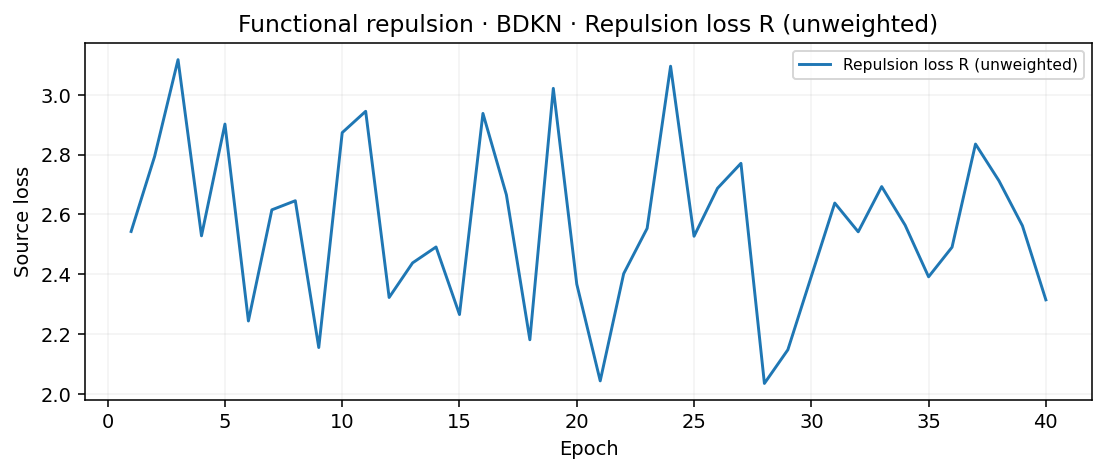 Functional repulsion · BDKN · Repulsion loss R (unweighted)
Repulsion loss R (unweighted)
Source loss
3.0
2.8
2.6
2.4
2.2
2.0
0 5 10 15 20 25 30 35 40
Epoch